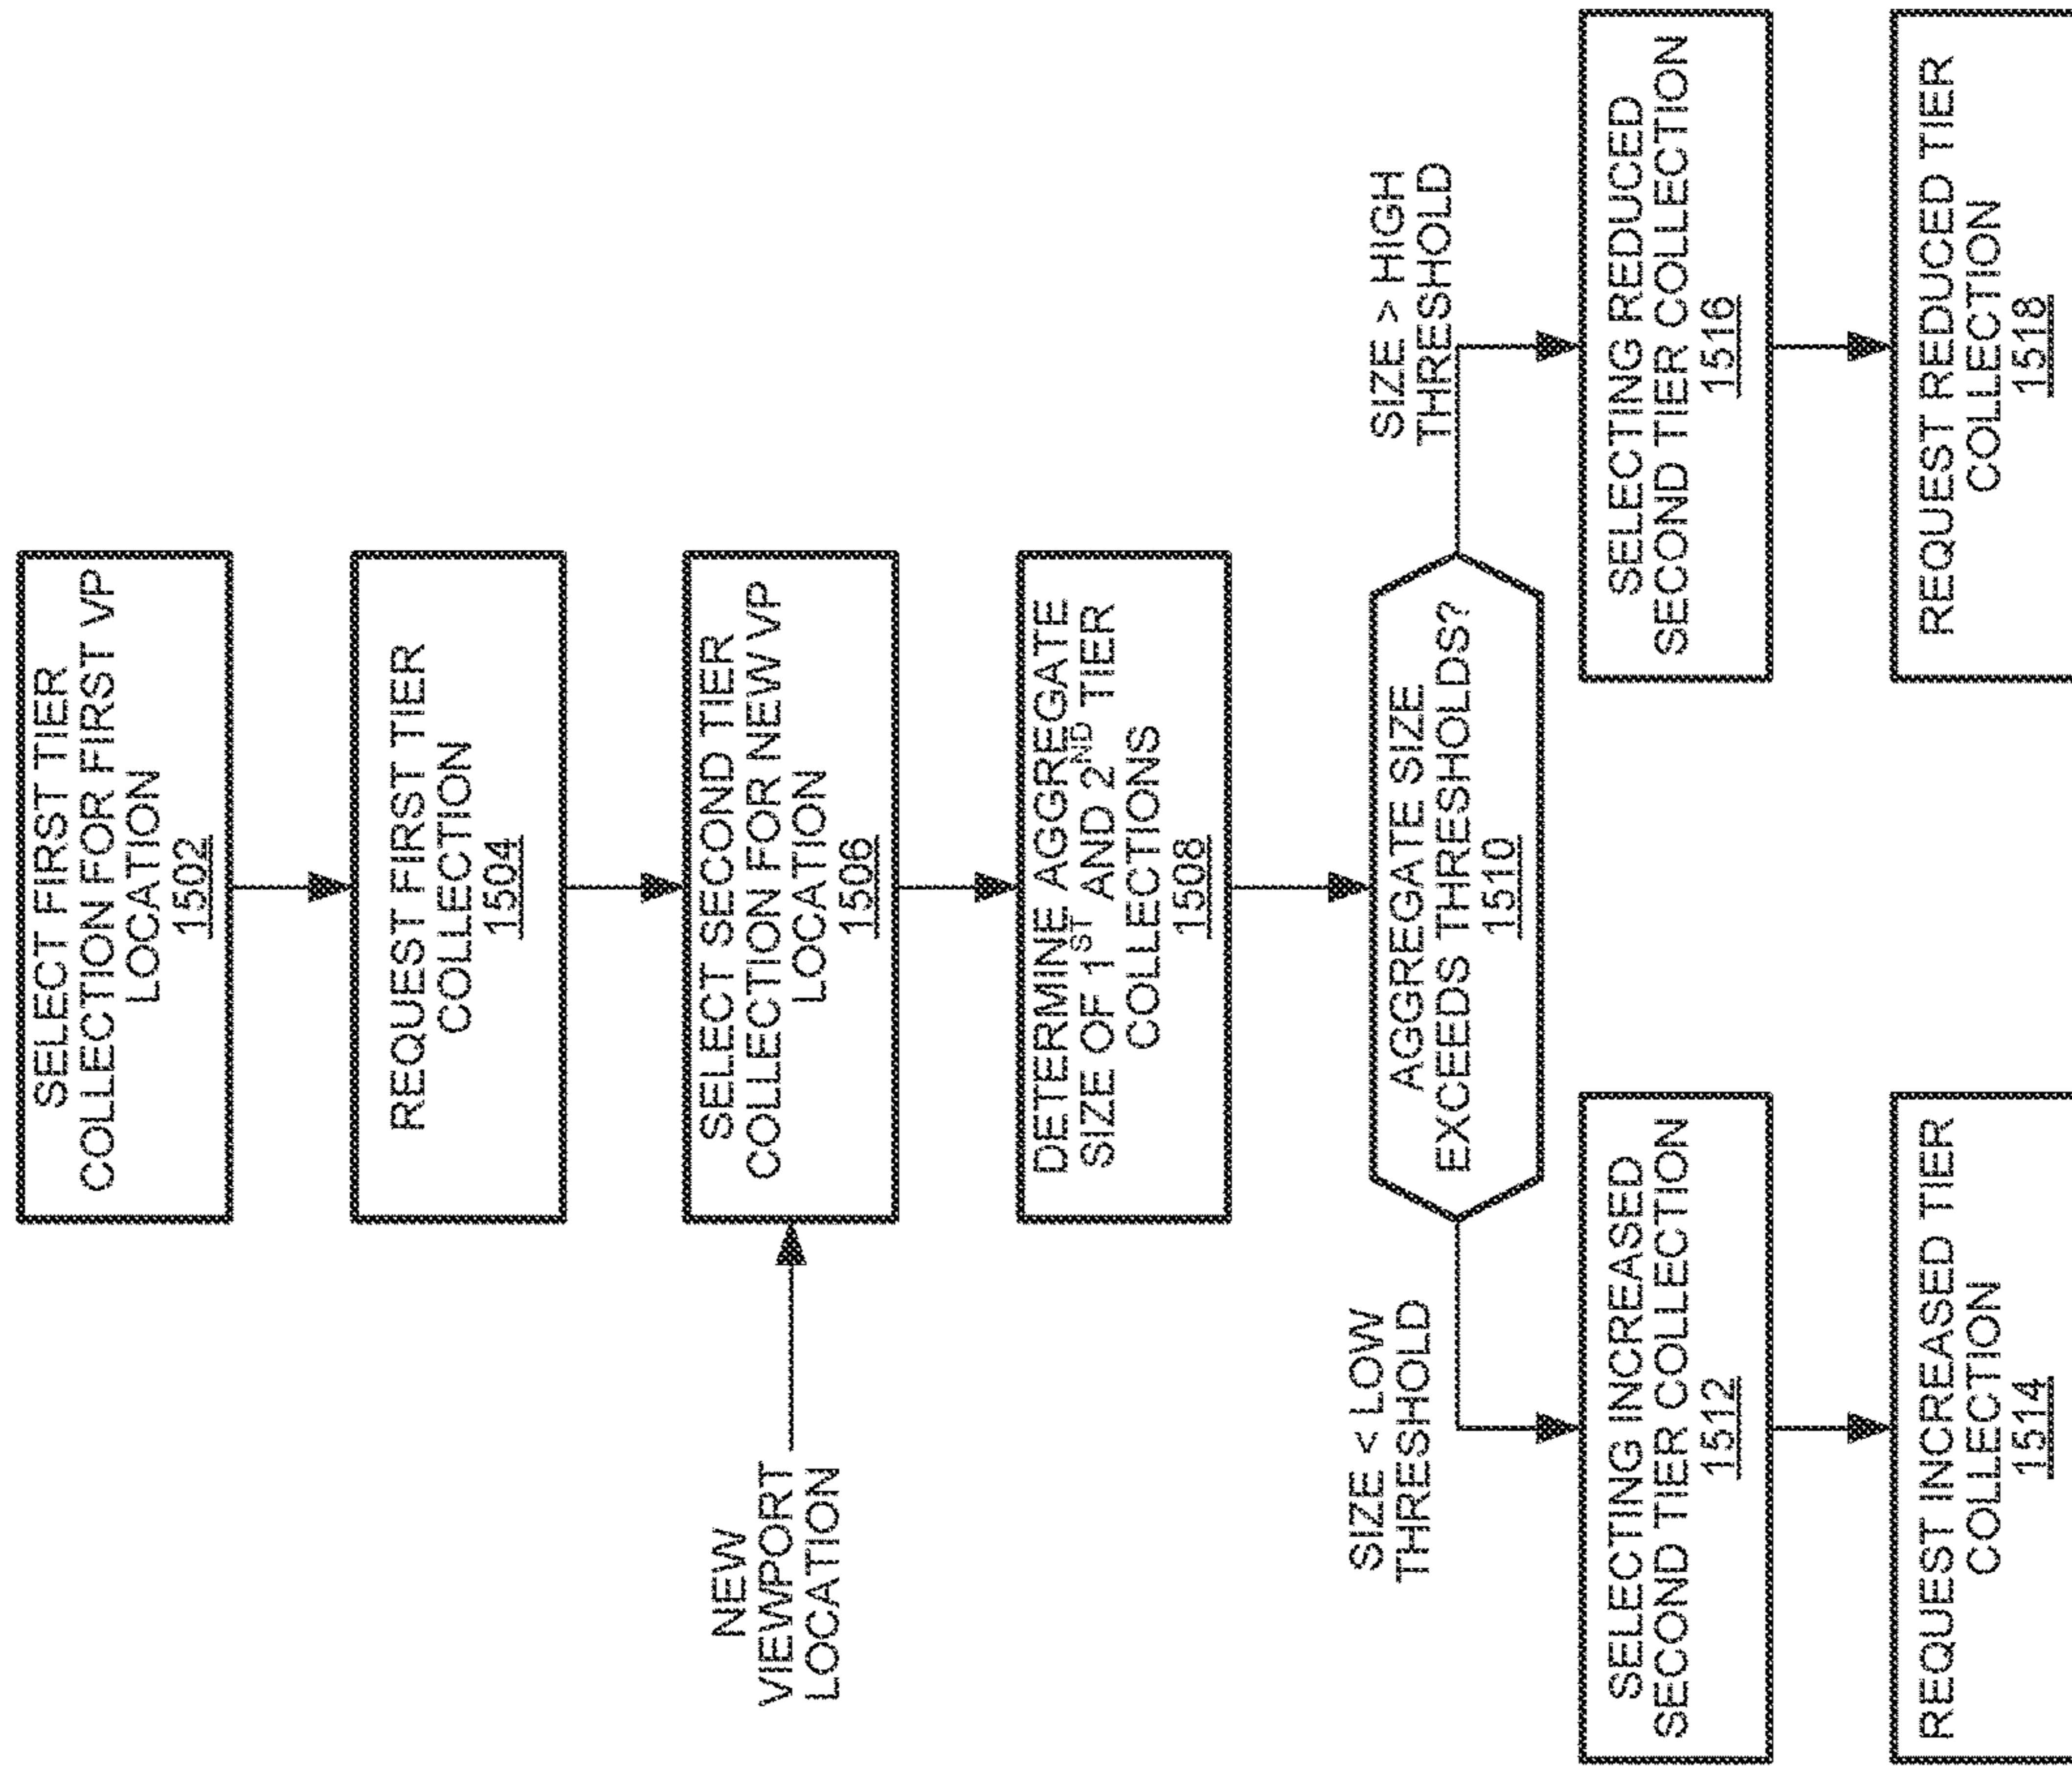 SELECT FIRST TIER
COLLECTION FOR FIRST VP
LOCATION
1502
REQUEST FIRST TIER
COLLECTION
1504
NEW
VIEWPORT
LOCATION
SELECT SECOND TIER
COLLECTION FOR NEW VP
LOCATION
1506
DETERMINE AGGREGATE
SIZE OF 1ST AND 2ND TIER
COLLECTIONS
1508
AGGREGATE SIZE
EXCEEDS THRESHOLDS?
1510
SIZE < LOW
THRESHOLD
SIZE > HIGH
THRESHOLD
SELECTING INCREASED
SECOND TIER COLLECTION
1512
SELECTING REDUCED
SECOND TIER COLLECTION
1516
REQUEST INCREASED TIER
COLLECTION
1514
REQUEST REDUCED TIER
COLLECTION
1518